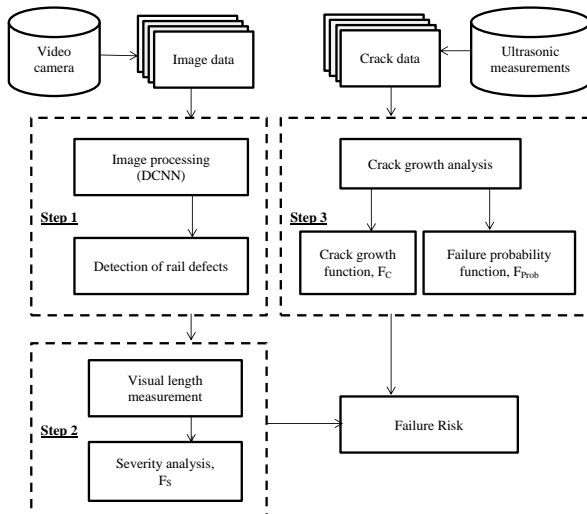 Video
camera
Image data
Crack data
Ultrasonic
measurements
Image processing
(DCNN)
Step 1
Detection of rail defects
Crack growth analysis
Step 3
Crack growth
function, FC
Failure probability
function, FProb
Visual length
measurement
Step 2
Severity analysis,
FS
Failure Risk